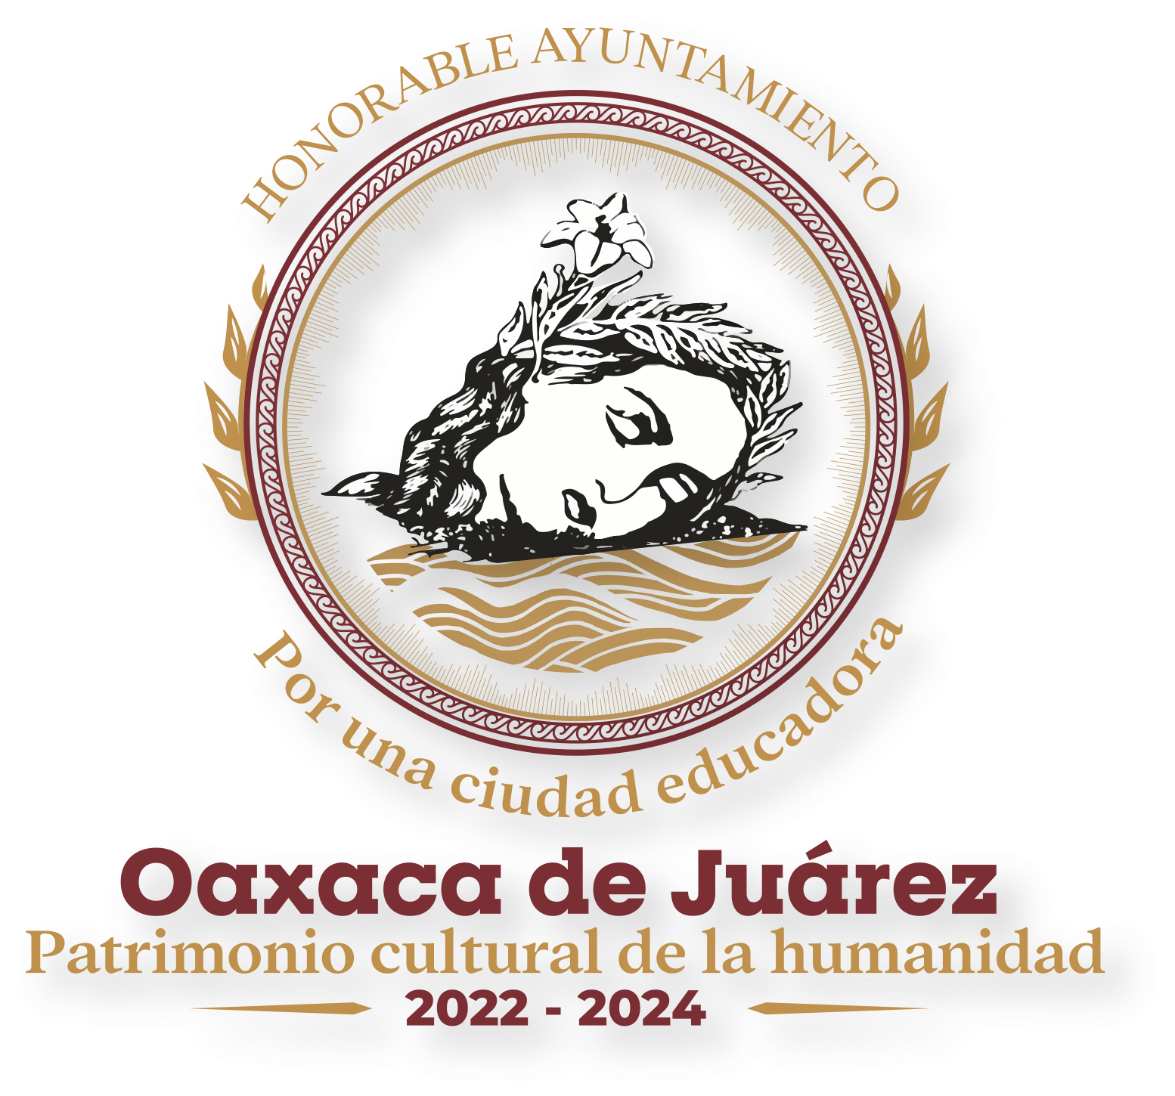 HONORABLE AYUNTAMIENTO
Por una ciudad educadora
Oaxaca de Juárez
Patrimonio cultural de la humanidad
2022 - 2024